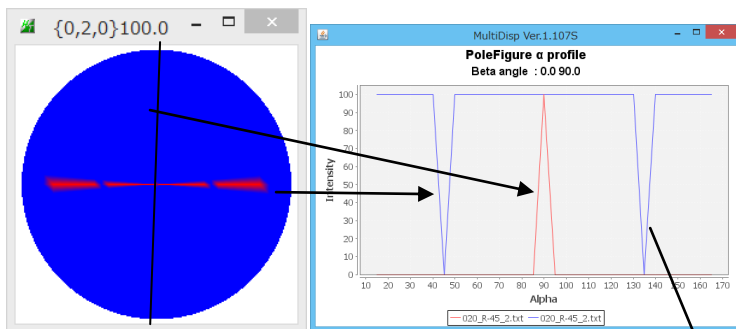 {0,2,0}100.0
MultiDisp Ver.1.107S
PoleFigure α profile
Beta angle : 0.0 90.0
Intensity
100
90
80
70
60
50
40
30
20
10
0
10 20 30 40 50 60 70 80 90 100 110 120 130 140 150 160 170
Alpha
020_R-45_2.txt 020_R-45_2.txt